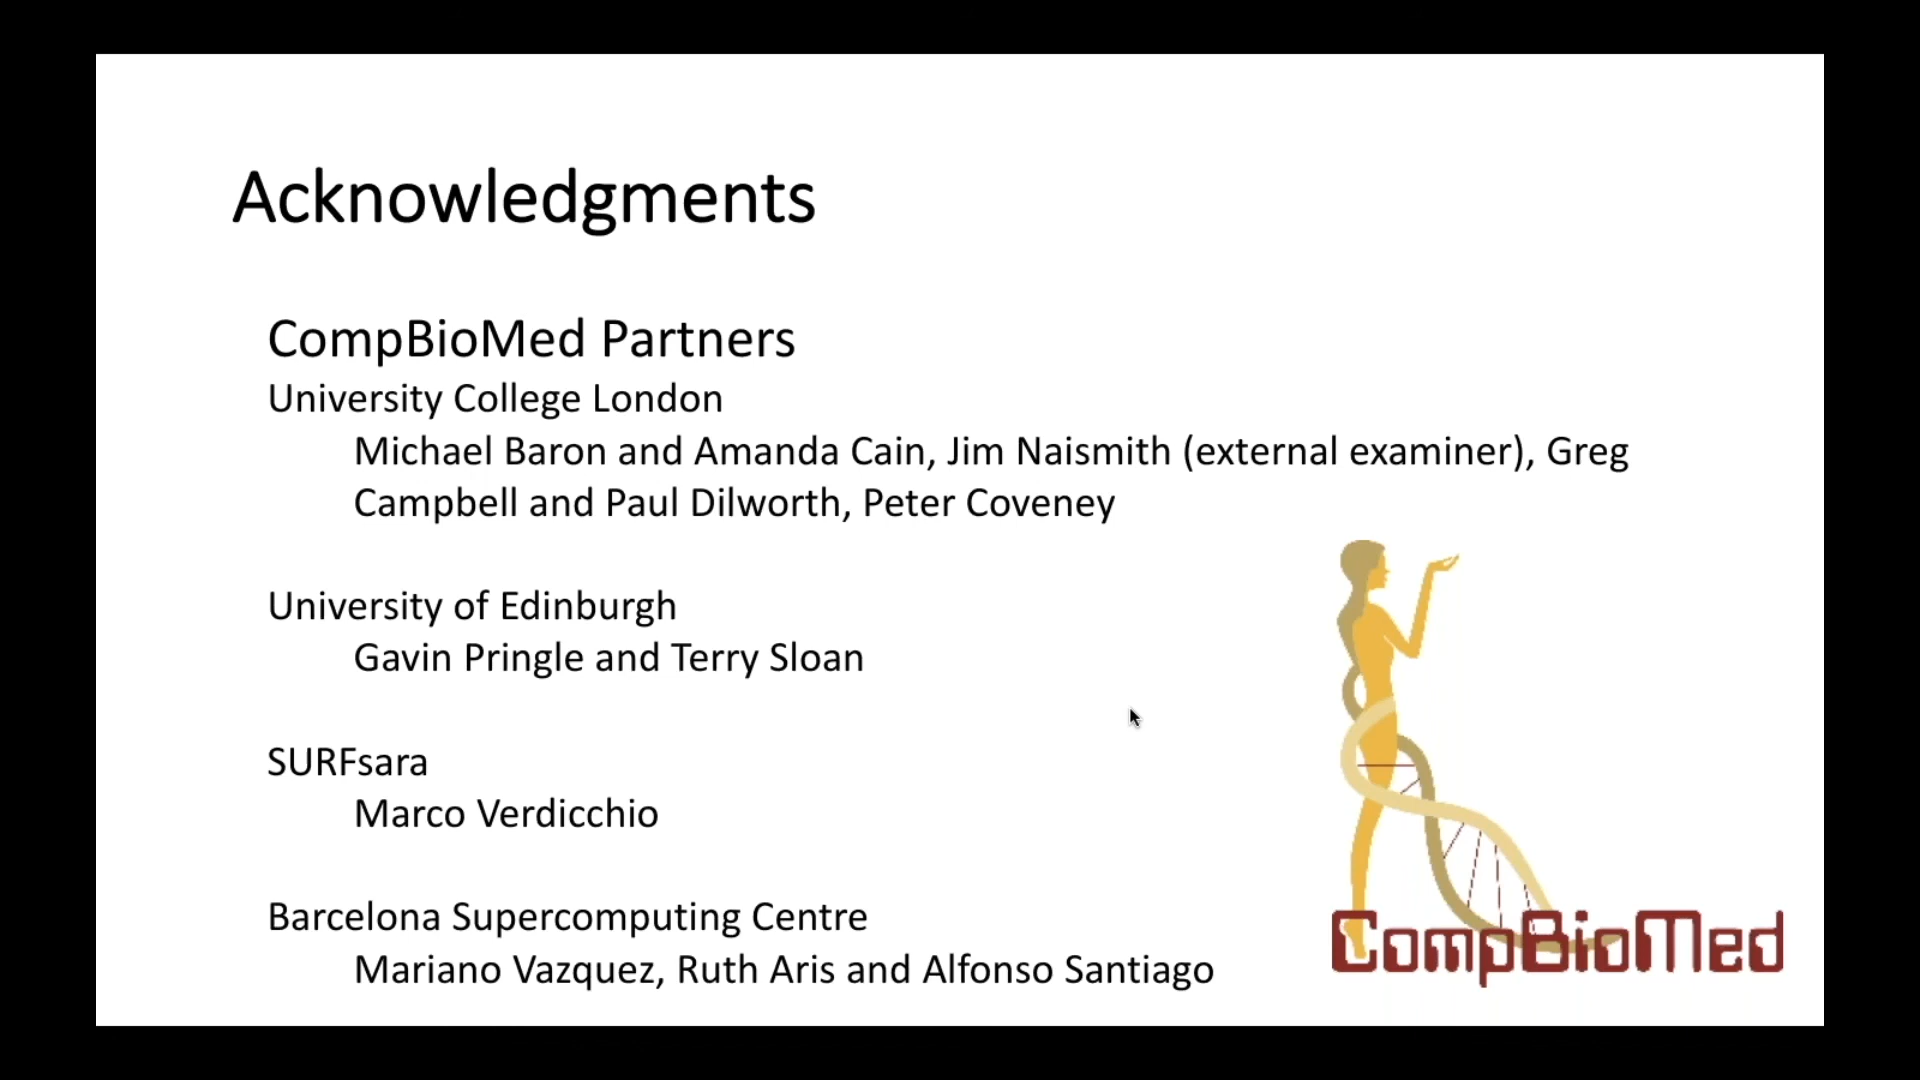 Acknowledgments
CompBioMed Partners
University College London
Michael Baron and Amanda Cain, Jim Naismith (external examiner), Greg
Campbell and Paul Dilworth, Peter Coveney
University of Edinburgh
Gavin Pringle and Terry Sloan
SURFsara
Marco Verdicchio
Barcelona Supercomputing Centre
Mariano Vazquez, Ruth Aris and Alfonso Santiago
CompBioMed